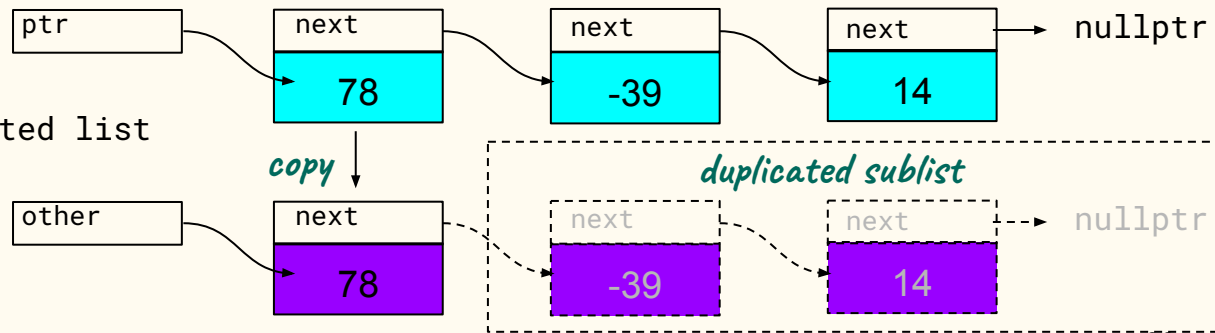 ptr next next next nullptr
78 -39 14
ted list
copy duplicated sublist
other next next next nullptr
78 -39 14